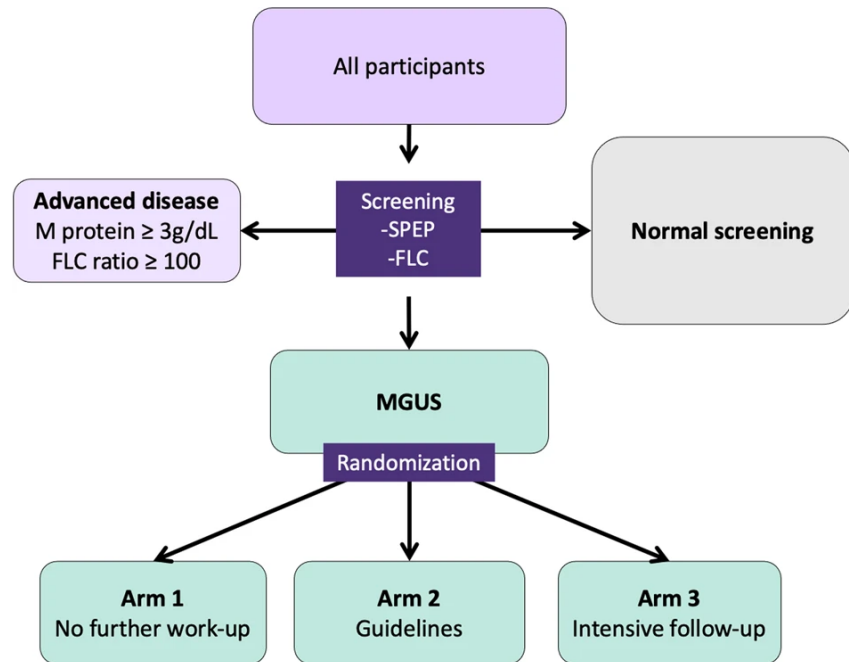 All participants
Advanced disease
M protein ≥ 3g/dL
FLC ratio ≥ 100
Screening
-SPEP
-FLC
Normal screening
MGUS
Randomization
Arm 1
No further work-up
Arm 2
Guidelines
Arm 3
Intensive follow-up